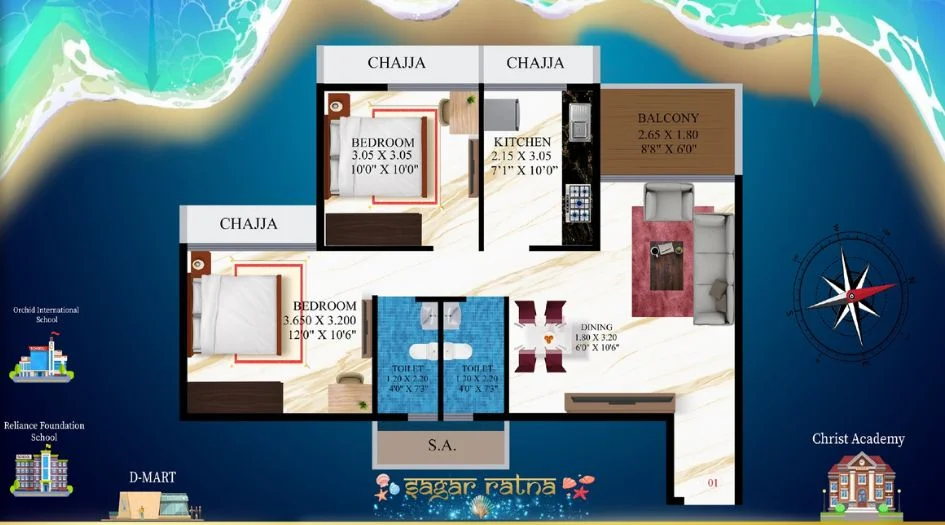 CHAJJA
CHAJJA
BALCONY
2.65 X 1.80
8'8" X 6'0"
BEDROOM
3.05 X 3.05
10'0" X 10'0"
KITCHEN
2.15 X 3.05
7'1" X 10'0"
CHAJJA
BEDROOM
3.650 X 3.200
12'0" X 10'6"
DINING
1.80 X 3.20
6'0" X 10'6"
TOILET
1.20 X 2.20
4'0" X 7'3"
TOILET
1.20 X 2.20
4'0" X 7'3"
S.A.
01
Orchid International
School
SCHOOL
Reliance Foundation
School
SCHOOL
D-MART
Christ Academy
sagar ratna